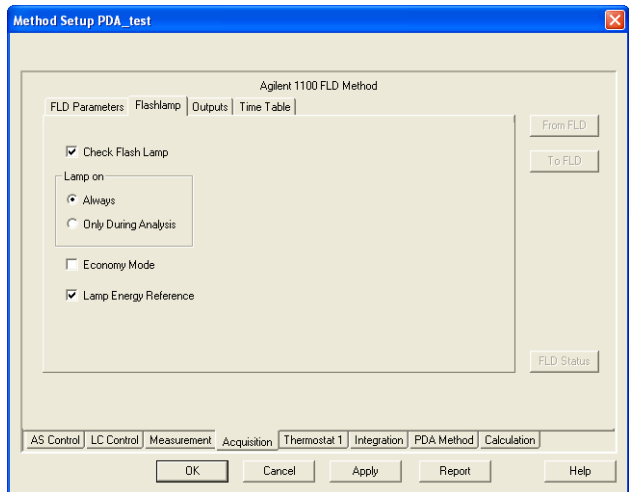 Method Setup PDA_test
Agilent 1100 FLD Method
FLD Parameters Flashlamp Outputs Time Table
From FLD
Check Flash Lamp
To FLD
Lamp on
Always
Only During Analysis
Economy Mode
Lamp Energy Reference
FLD Status
AS Control LC Control Measurement Acquisition Thermostat 1 Integration PDA Method Calculation
OK Cancel Apply Report Help